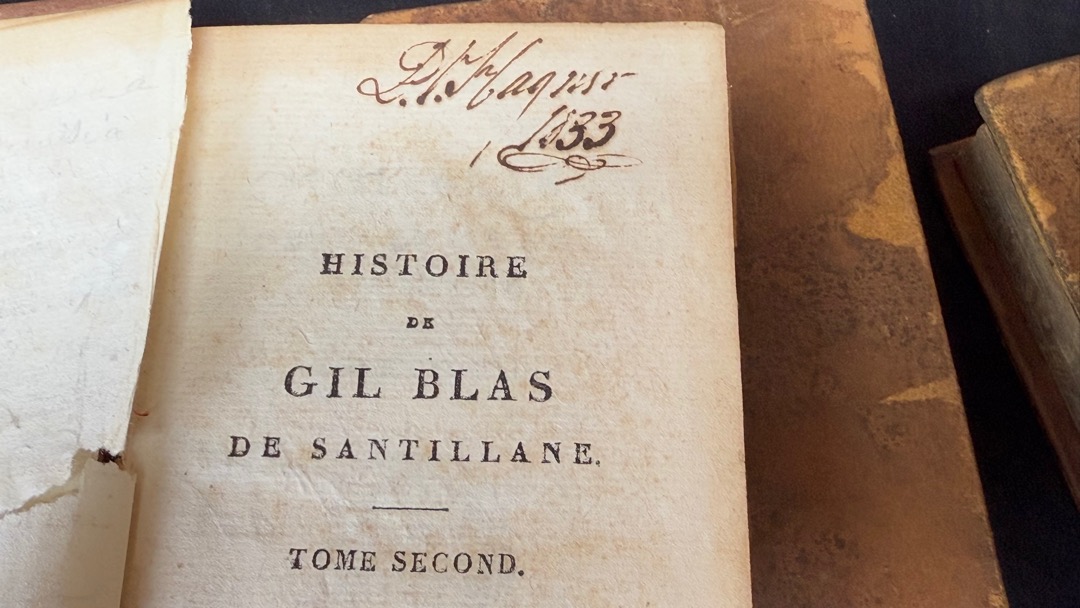 1833
HISTOIRE
DE
GIL BLAS
DE SANTILLANE.
TOME SECOND.